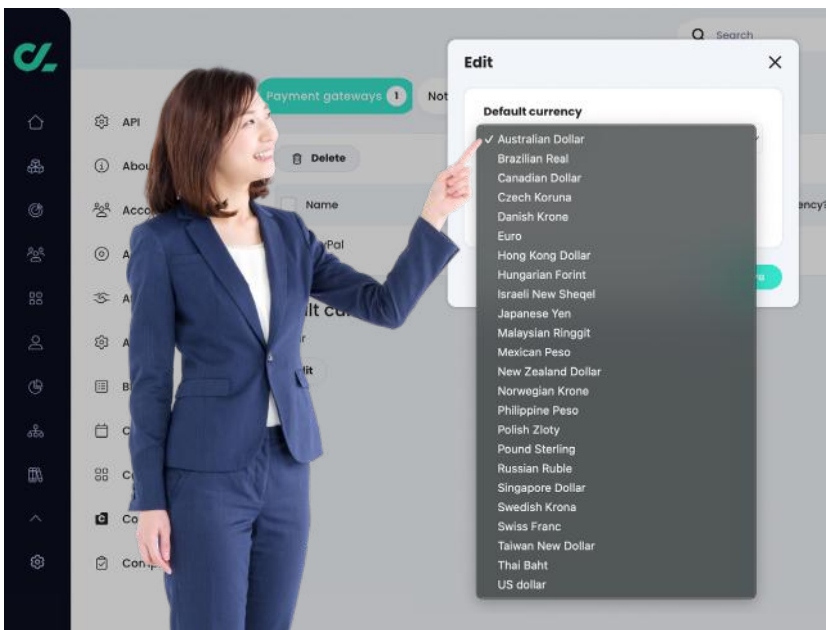 Search
Edit
Payment gateways 1
Not
Default currency
API
Delete
✓ Australian Dollar
Brazilian Real
Canadian Dollar
Name
Czech Koruna
Danish Krone
Euro
Hong Kong Dollar
Hungarian Forint
Israeli New Sheqel
Japanese Yen
Malaysian Ringgit
Mexican Peso
New Zealand Dollar
Norwegian Krone
Philippine Peso
Polish Zloty
Pound Sterling
Russian Ruble
Singapore Dollar
Swedish Krona
Swiss Franc
Taiwan New Dollar
Thai Baht
US dollar